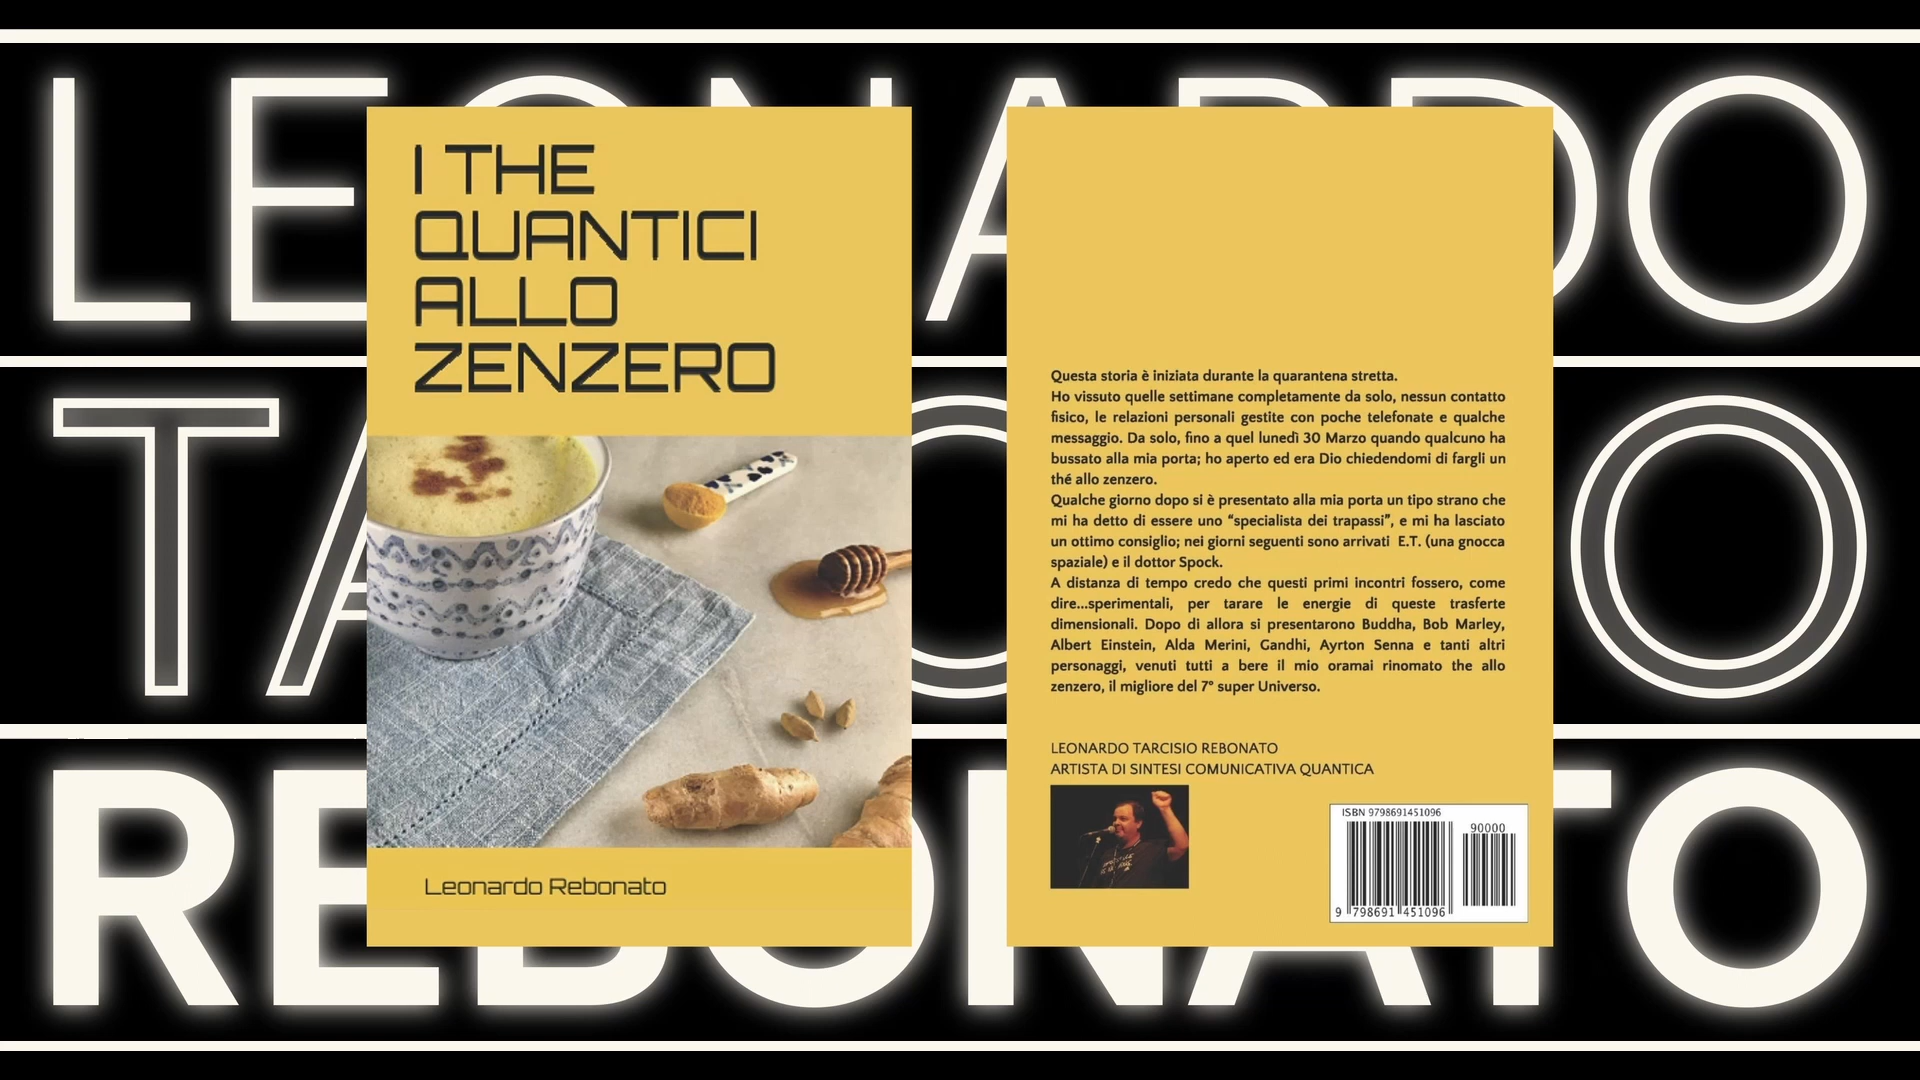 LEONARDO
TARCISIO
REBONATO
I THE
QUANTICI
ALLO
ZENZERO
Leonardo Rebonato
Questa storia è iniziata durante la quarantena stretta.
Ho vissuto quelle settimane completamente da solo, nessun contatto
fisico, le relazioni personali gestite con poche telefonate e qualche
messaggio. Da solo, fino a quel lunedì 30 Marzo quando qualcuno ha
bussato alla mia porta; ho aperto ed era Dio chiedendomi di fargli un
thé allo zenzero.
Qualche giorno dopo si è presentato alla mia porta un tipo strano che
mi ha detto di essere uno “specialista dei trapassi”, e mi ha lasciato
un ottimo consiglio; nei giorni seguenti sono arrivati E.T. (una gnocca
spaziale) e il dottor Spock.
A distanza di tempo credo che questi primi incontri fossero, come
dire...sperimentali, per tarare le energie di queste trasferte
dimensionali. Dopo di allora si presentarono Buddha, Bob Marley,
Albert Einstein, Alda Merini, Gandhi, Ayrton Senna e tanti altri
personaggi, venuti tutti a bere il mio oramai rinomato the allo
zenzero, il migliore del 7° super Universo.
LEONARDO TARCISIO REBONATO
ARTISTA DI SINTESI COMUNICATIVA QUANTICA
ISBN 9798691451096
90000
9 798691 451096